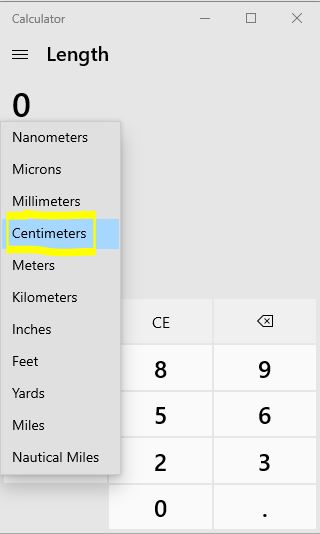 Calculator
Length
0
Nanometers
Microns
Millimeters
Centimeters
Meters
Kilometers
Inches
Feet
Yards
Miles
Nautical Miles
CE
8 9
5 6
2 3
0 .